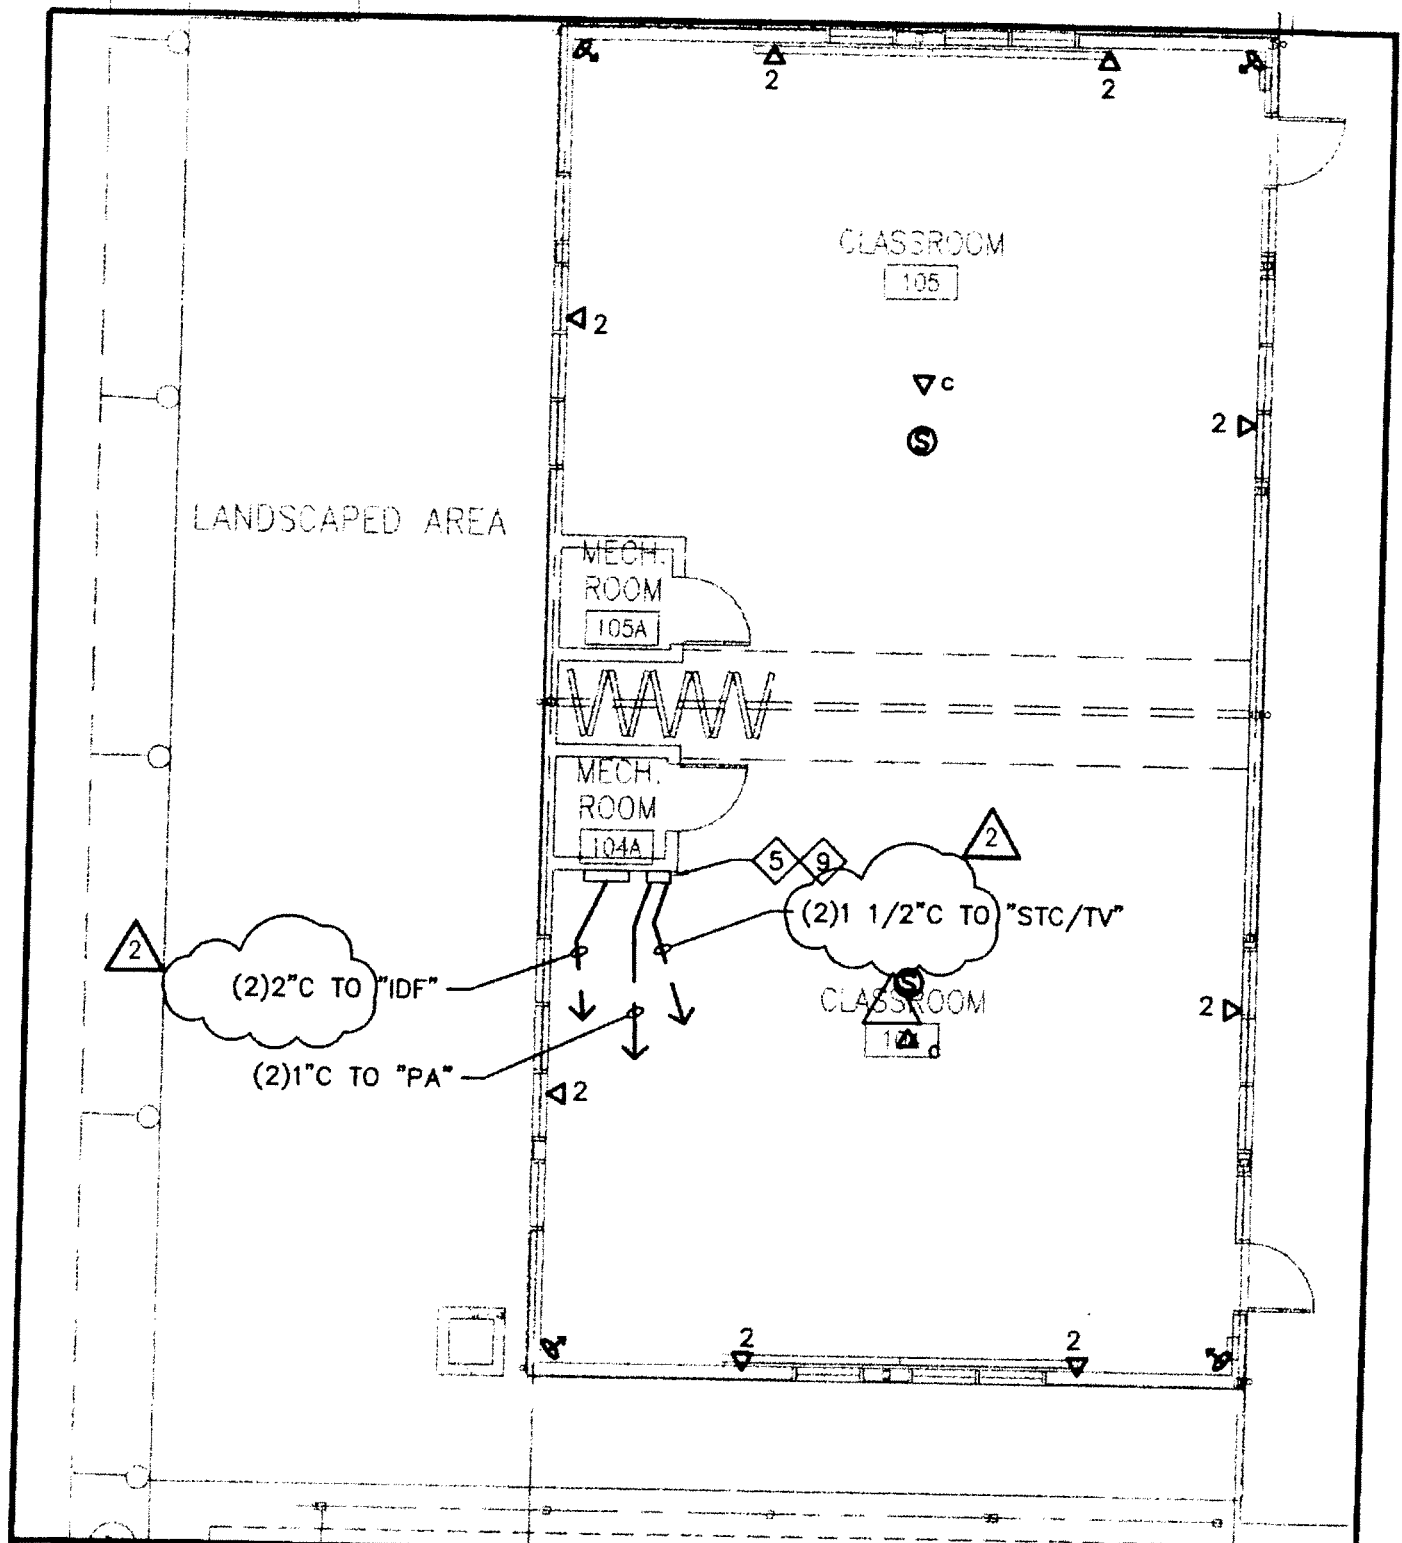 2
2
CLASSROOM
105
2
c
2
S
LANDSCAPED AREA
MECH.
ROOM
105A
MECH.
ROOM
104A
5
9
2
(2)1 1/2"C TO "STC/TV"
2
(2)2"C TO "IDF"
S
CLASSROOM
2
(2)1"C TO "PA"
2
2
2